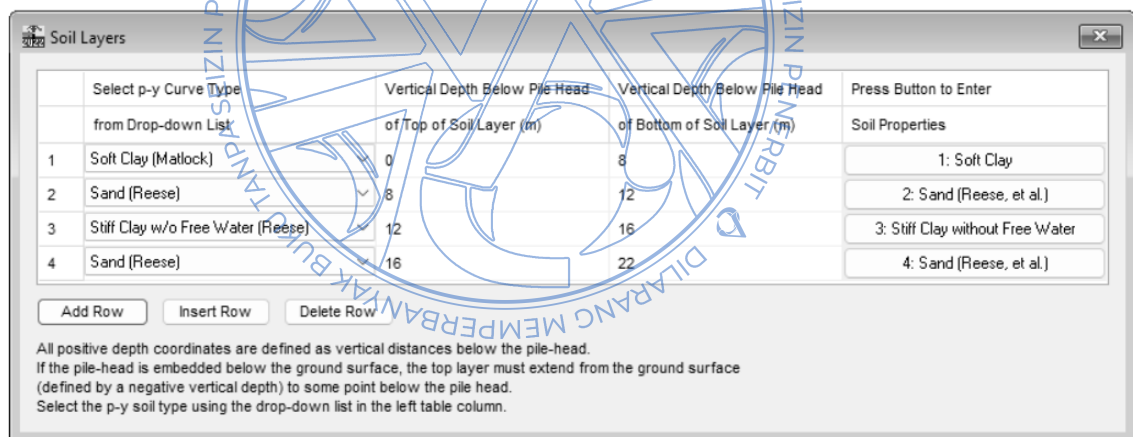 Soil Layers
Select p-y Curve Type Vertical Depth Below Pile Head Vertical Depth Below Pile Head Press Button to Enter
from Drop-down List of Top of Soil Layer (m) of Bottom of Soil Layer (m) Soil Properties
1 Soft Clay (Matlock) 0 8 1: Soft Clay
2 Sand (Reese) 8 12 2: Sand (Reese, et al.)
3 Stiff Clay w/o Free Water (Reese) 12 16 3: Stiff Clay without Free Water
4 Sand (Reese) 16 22 4: Sand (Reese, et al.)
Add Row Insert Row Delete Row
All positive depth coordinates are defined as vertical distances below the pile-head.
If the pile-head is embedded below the ground surface, the top layer must extend from the ground surface
(defined by a negative vertical depth) to some point below the pile head.
Select the p-y soil type using the drop-down list in the left table column.
DILARANG MEMPERBANYAK BUKU TANPA
IZIN PENERBIT